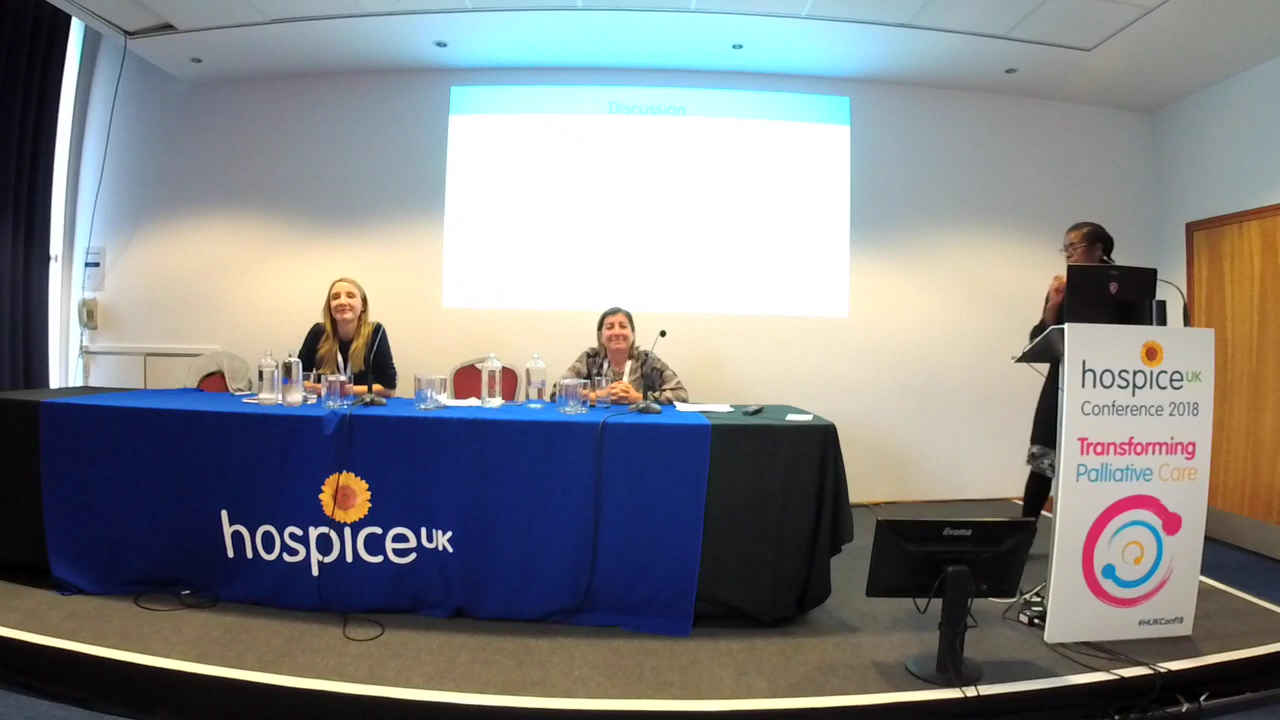 Discussion
hospice UK
Conference 2018
Transforming
Palliative Care
#HUKConf18
hospice UK
iiyama